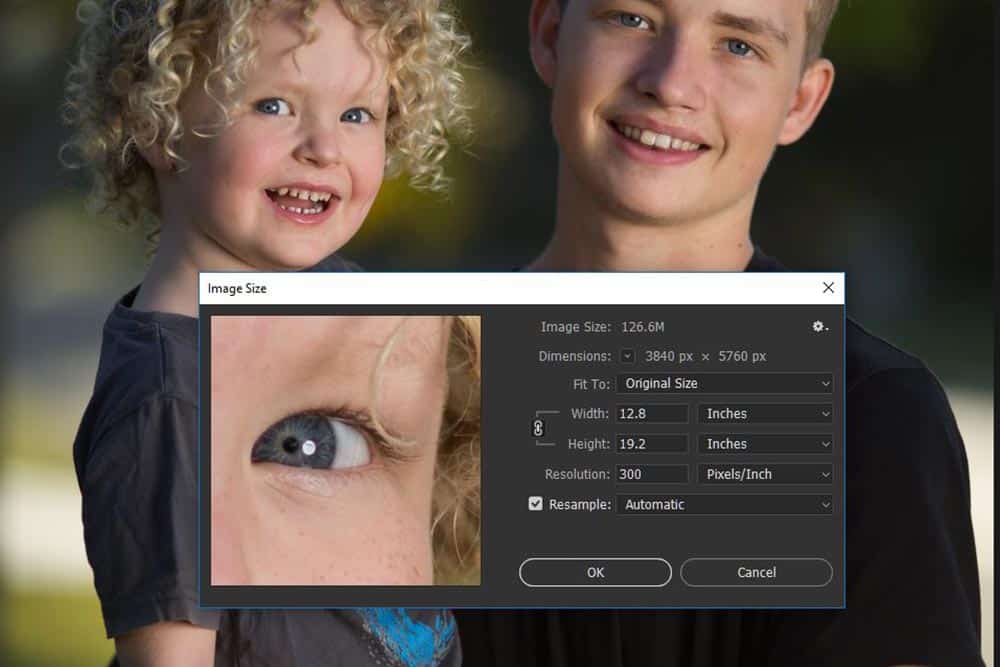 Image Size
Image Size: 126.6M
Dimensions: 3840 px × 5760 px
Fit To: Original Size
Width: 12.8 Inches
Height: 19.2 Inches
Resolution: 300 Pixels/Inch
Resample: Automatic
OK Cancel